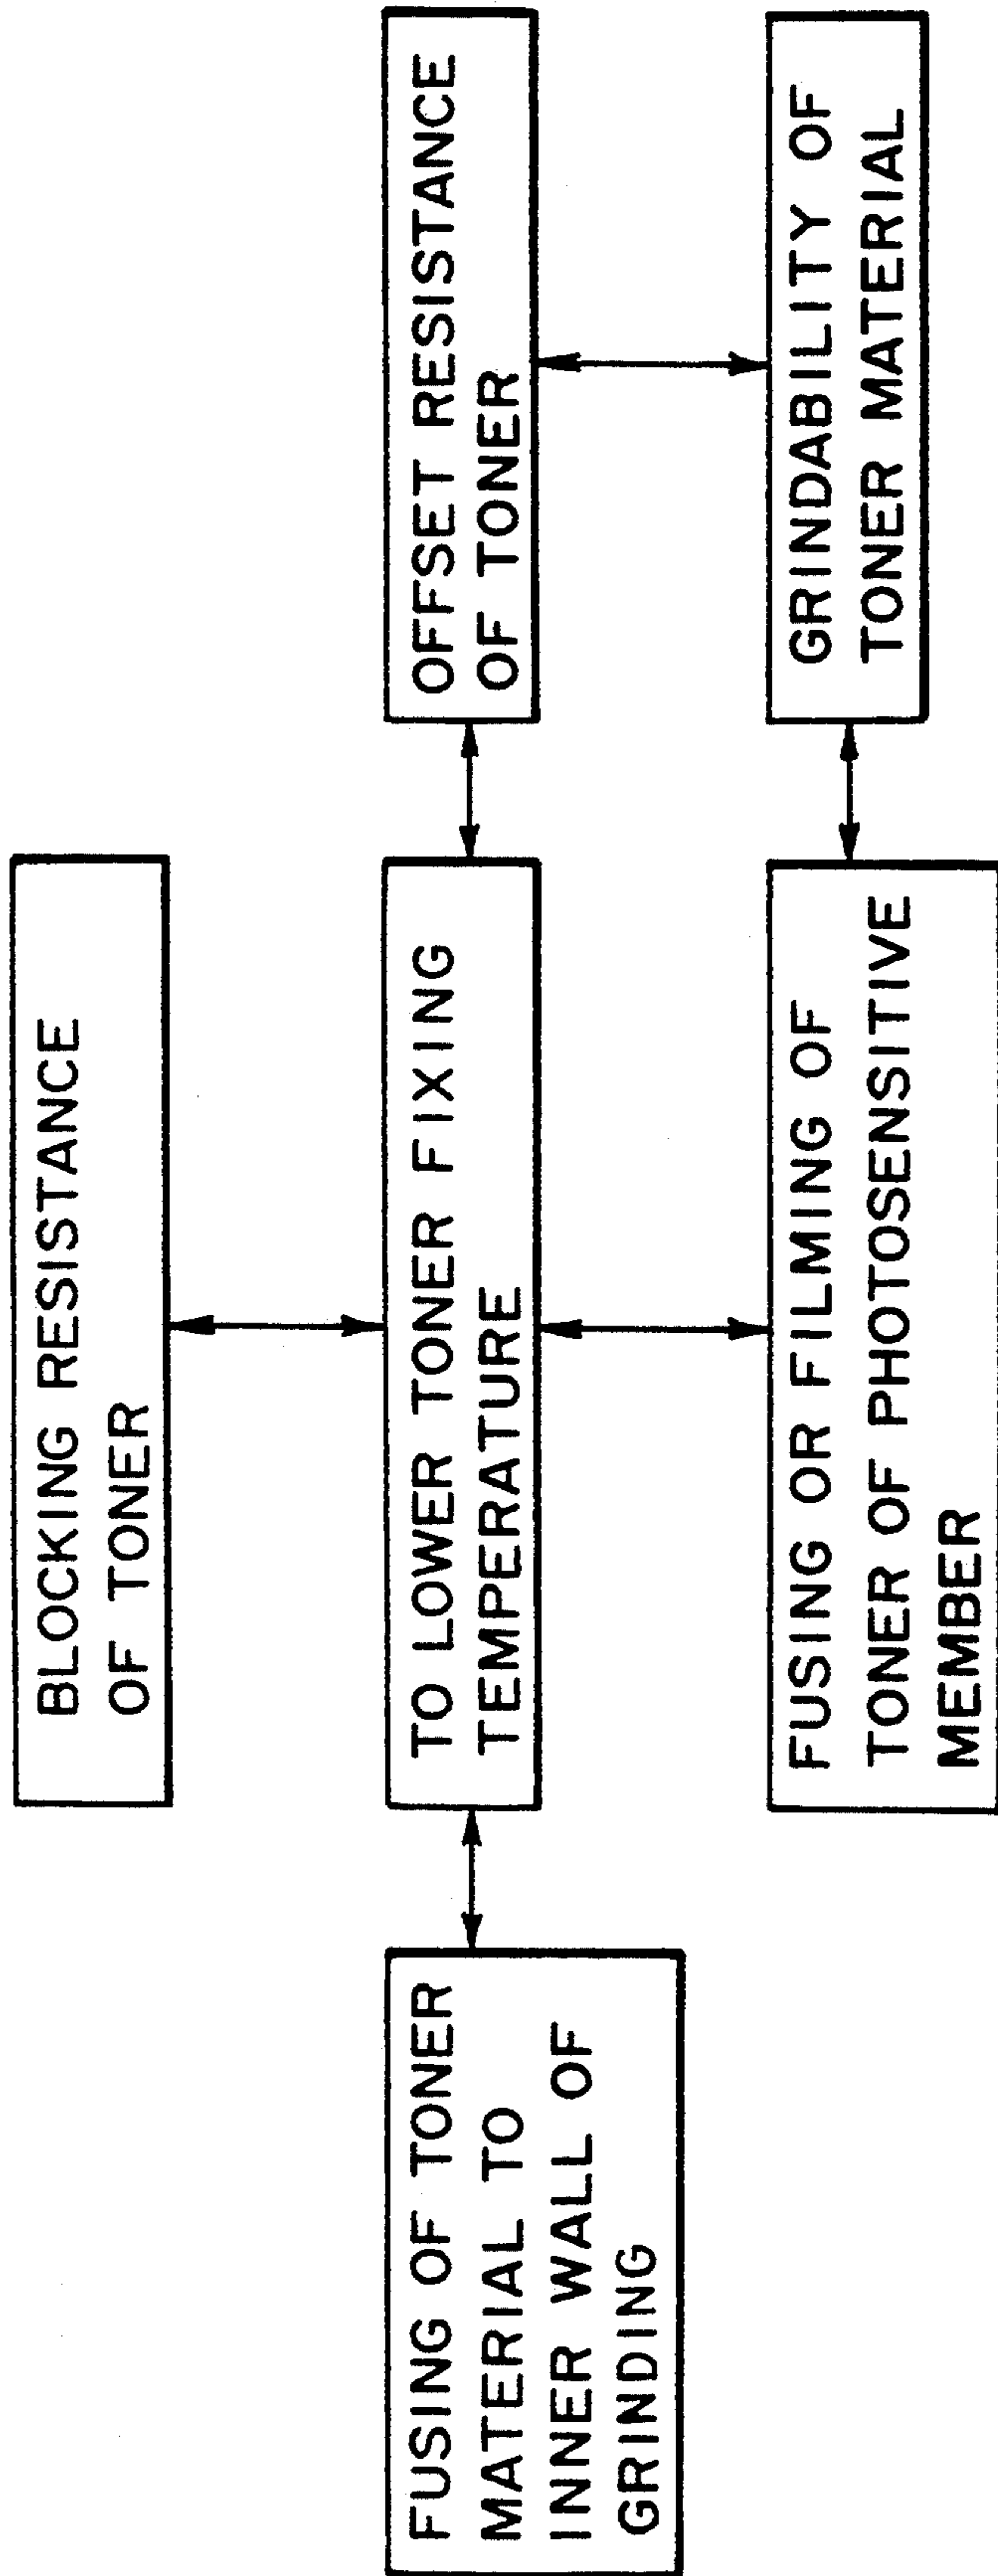 BLOCKING RESISTANCE
OF TONER
FUSING OF TONER
MATERIAL TO
INNER WALL OF
GRINDING
TO LOWER TONER FIXING
TEMPERATURE
OFFSET RESISTANCE
OF TONER
FUSING OR FILMING OF
TONER OF PHOTOSENSITIVE
MEMBER
GRINDABILITY OF
TONER MATERIAL